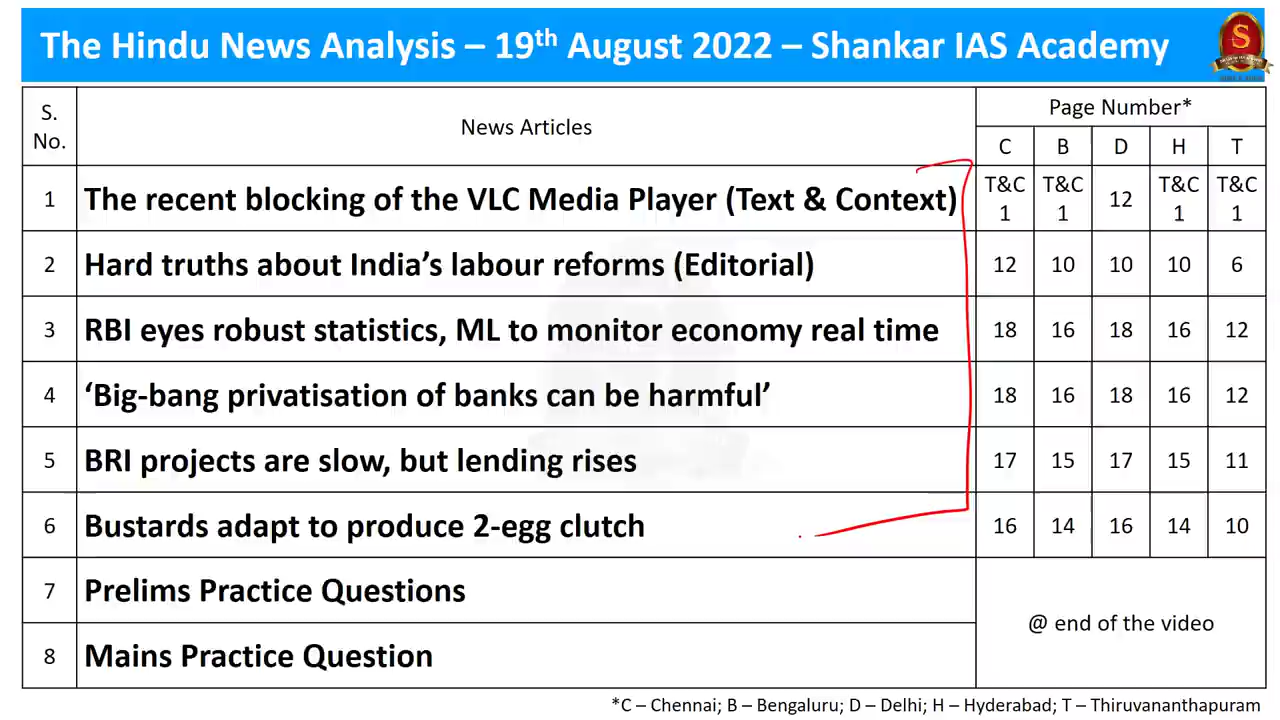 The Hindu News Analysis – 19th August 2022 – Shankar IAS Academy
S. No. News Articles Page Number*
C B D H T
1 The recent blocking of the VLC Media Player (Text & Context) T&C 1 T&C 1 12 T&C 1 T&C 1
2 Hard truths about India’s labour reforms (Editorial) 12 10 10 10 6
3 RBI eyes robust statistics, ML to monitor economy real time 18 16 18 16 12
4 ‘Big-bang privatisation of banks can be harmful’ 18 16 18 16 12
5 BRI projects are slow, but lending rises 17 15 17 15 11
6 Bustards adapt to produce 2-egg clutch 16 14 16 14 10
7 Prelims Practice Questions
@ end of the video
8 Mains Practice Question
*C – Chennai; B – Bengaluru; D – Delhi; H – Hyderabad; T – Thiruvananthapuram